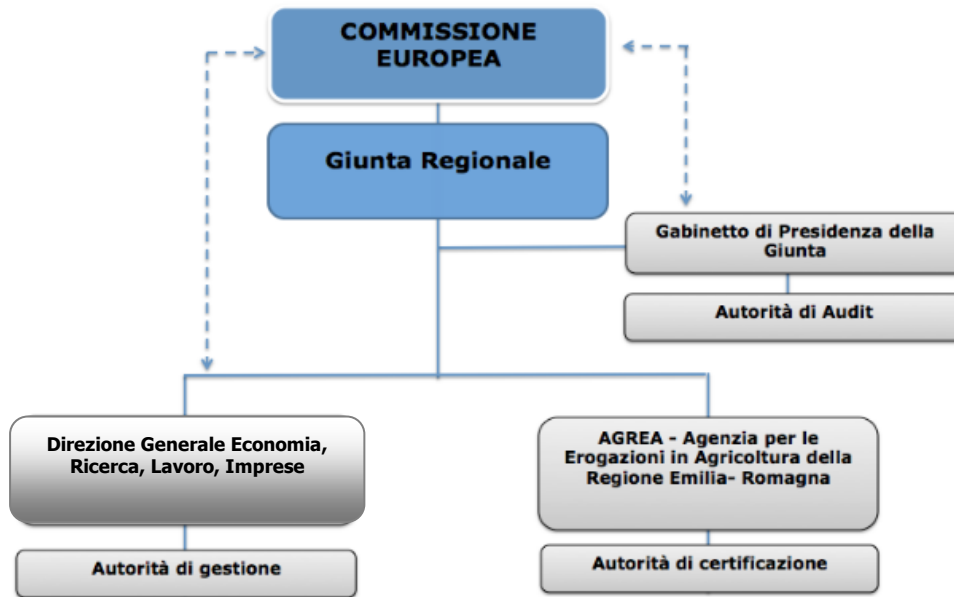 COMMISSIONE
EUROPEA
Giunta Regionale
Gabinetto di Presidenza della
Giunta
Autorità di Audit
Direzione Generale Economia,
Ricerca, Lavoro, Imprese
AGREA - Agenzia per le
Erogazioni in Agricoltura della
Regione Emilia- Romagna
Autorità di gestione
Autorità di certificazione